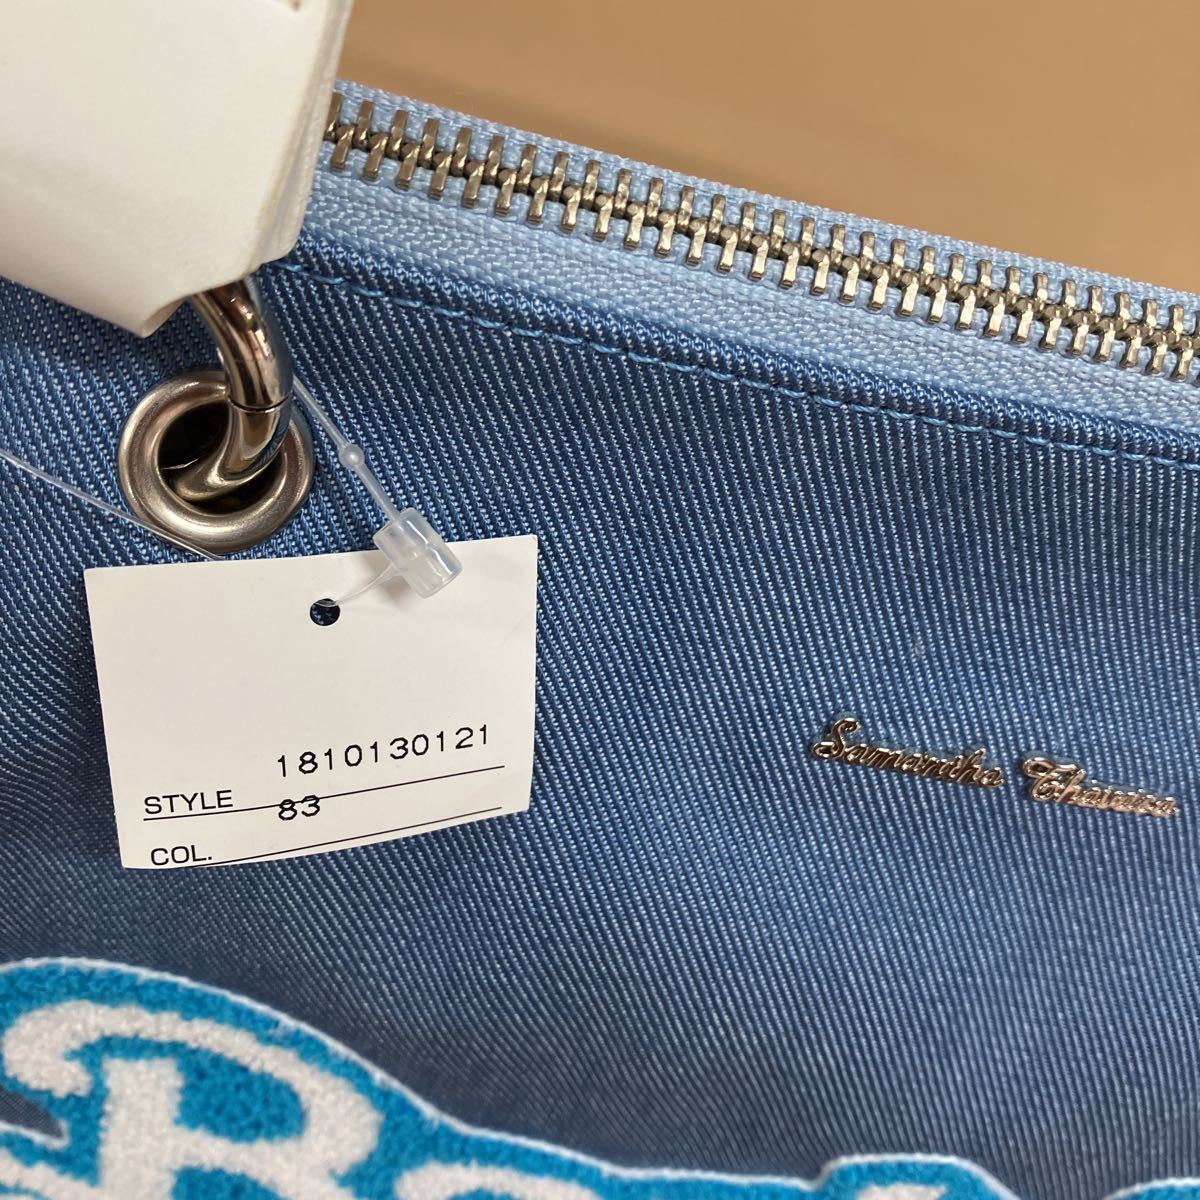 1810130121
STYLE
83
COL.
Samantha Thavasa